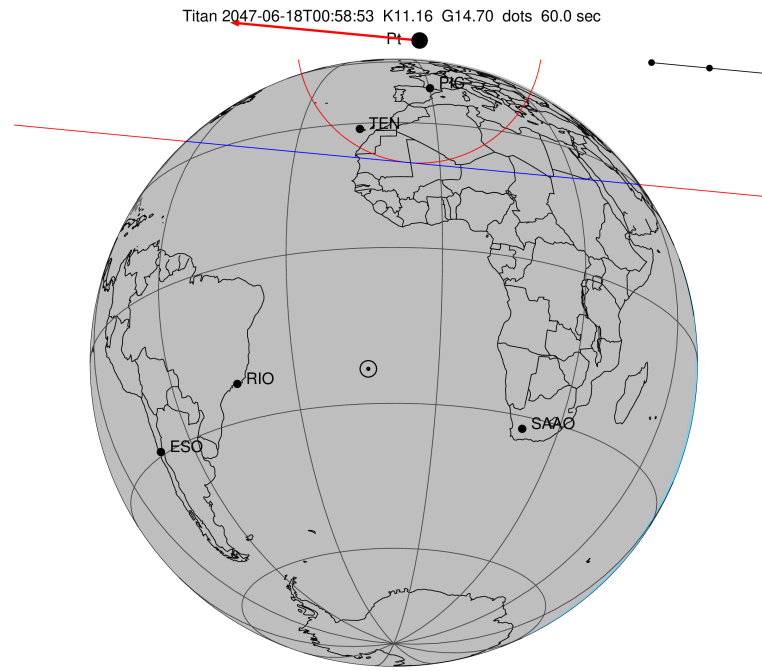 Titan 2047-06-18T00:58:53 K11.16 G14.70 dots 60.0 sec
Pt
PIC
TEN
RIO
SAAO
ESO